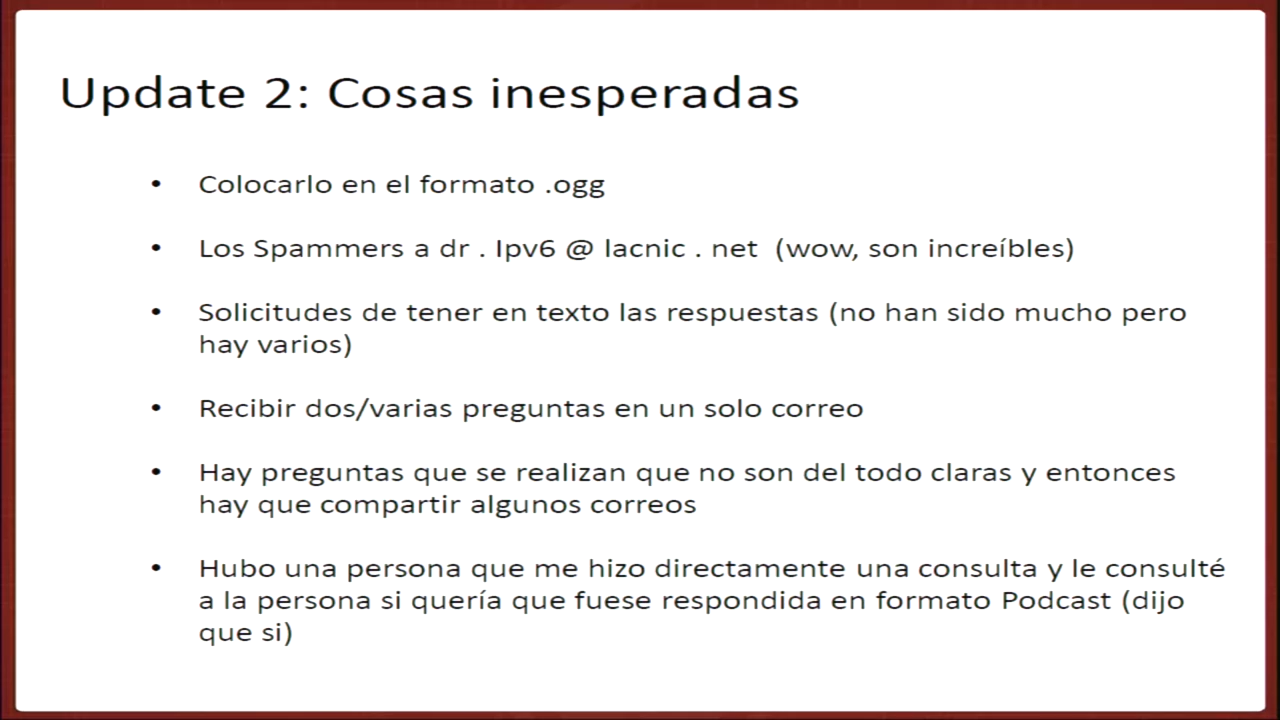 Update 2: Cosas inesperadas
• Colocarlo en el formato .ogg
• Los Spammers a dr . Ipv6 @ lacnic . net  (wow, son increíbles)
• Solicitudes de tener en texto las respuestas (no han sido mucho pero
hay varios)
• Recibir dos/varias preguntas en un solo correo
• Hay preguntas que se realizan que no son del todo claras y entonces
hay que compartir algunos correos
• Hubo una persona que me hizo directamente una consulta y le consulté
a la persona si quería que fuese respondida en formato Podcast (dijo
que si)